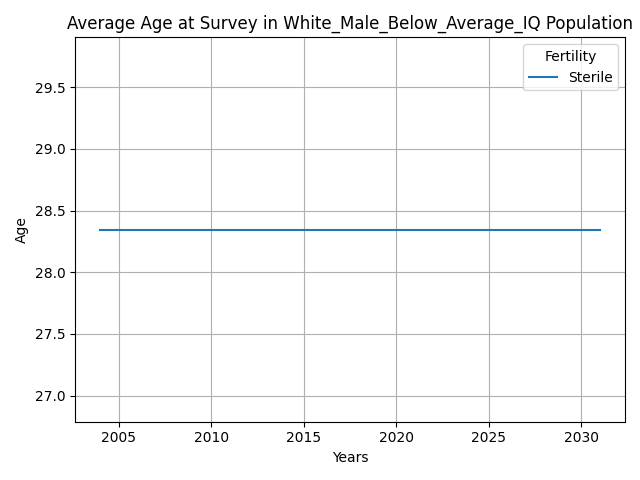 Average Age at Survey in White_Male_Below_Average_IQ Population
Fertility
Sterile
29.5
29.0
28.5
28.0
27.5
27.0
Age
2005 2010 2015 2020 2025 2030
Years